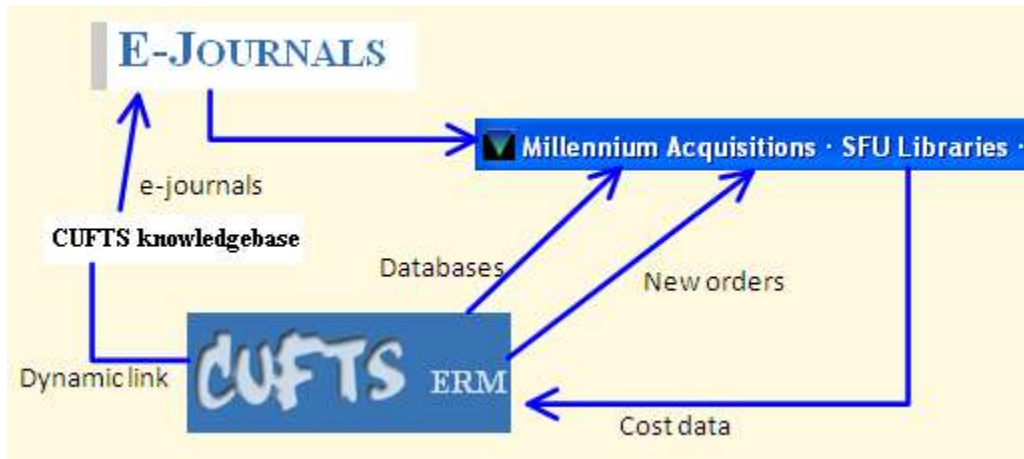 E-JOURNALS
Millennium Acquisitions · SFU Libraries ·
e-journals
CUFTS knowledgebase
Databases
New orders
Dynamic link
CUFTS ERM
Cost data